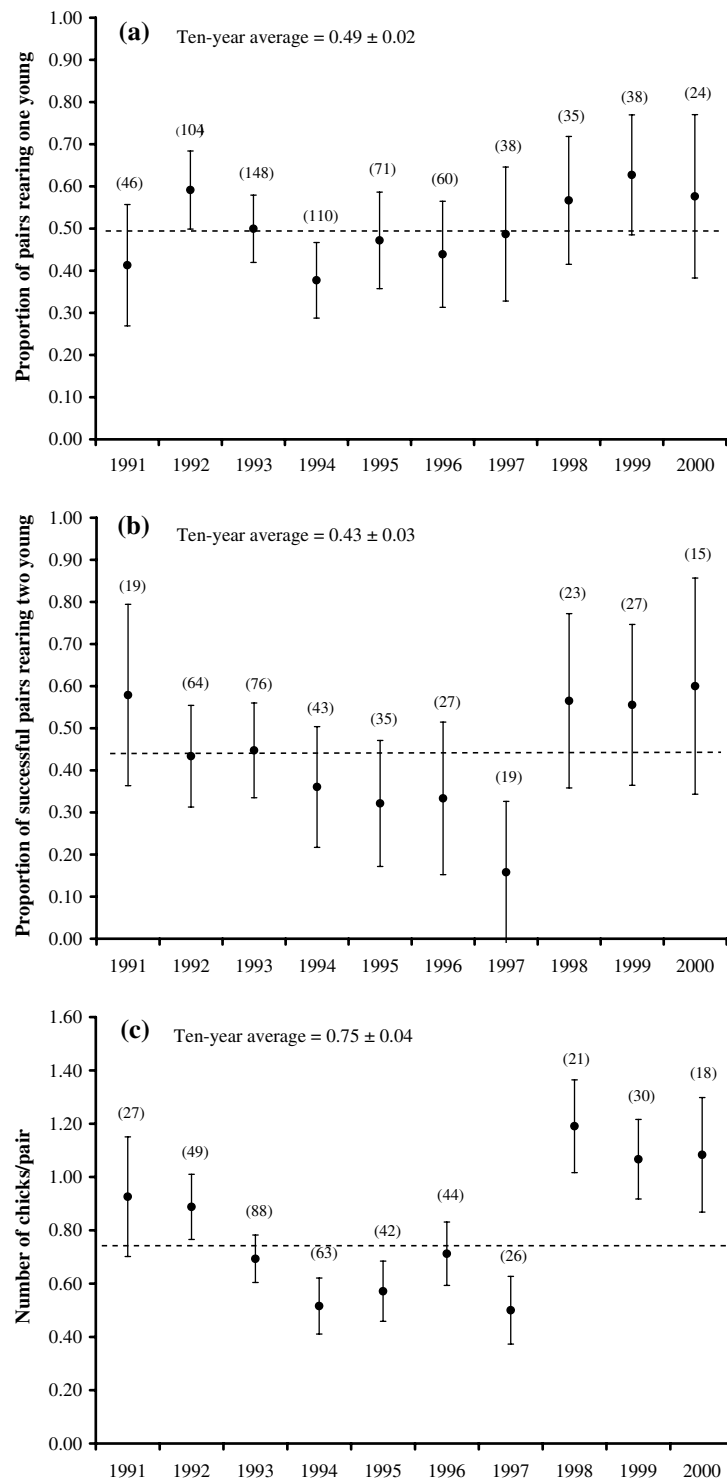 (a) Ten-year average = 0.49 ± 0.02
Proportion of pairs rearing one young
1.00
0.90
0.80
0.70
0.60
0.50
0.40
0.30
0.20
0.10
0.00
(46) (104) (148) (110) (71) (60) (38) (35) (38) (24)
1991 1992 1993 1994 1995 1996 1997 1998 1999 2000
(b) Ten-year average = 0.43 ± 0.03
Proportion of successful pairs rearing two young
1.00
0.90
0.80
0.70
0.60
0.50
0.40
0.30
0.20
0.10
0.00
(19) (64) (76) (43) (35) (27) (19) (23) (27) (15)
1991 1992 1993 1994 1995 1996 1997 1998 1999 2000
(c) Ten-year average = 0.75 ± 0.04
Number of chicks/pair
1.60
1.40
1.20
1.00
0.80
0.60
0.40
0.20
0.00
(27) (49) (88) (63) (42) (44) (26) (21) (30) (18)
1991 1992 1993 1994 1995 1996 1997 1998 1999 2000